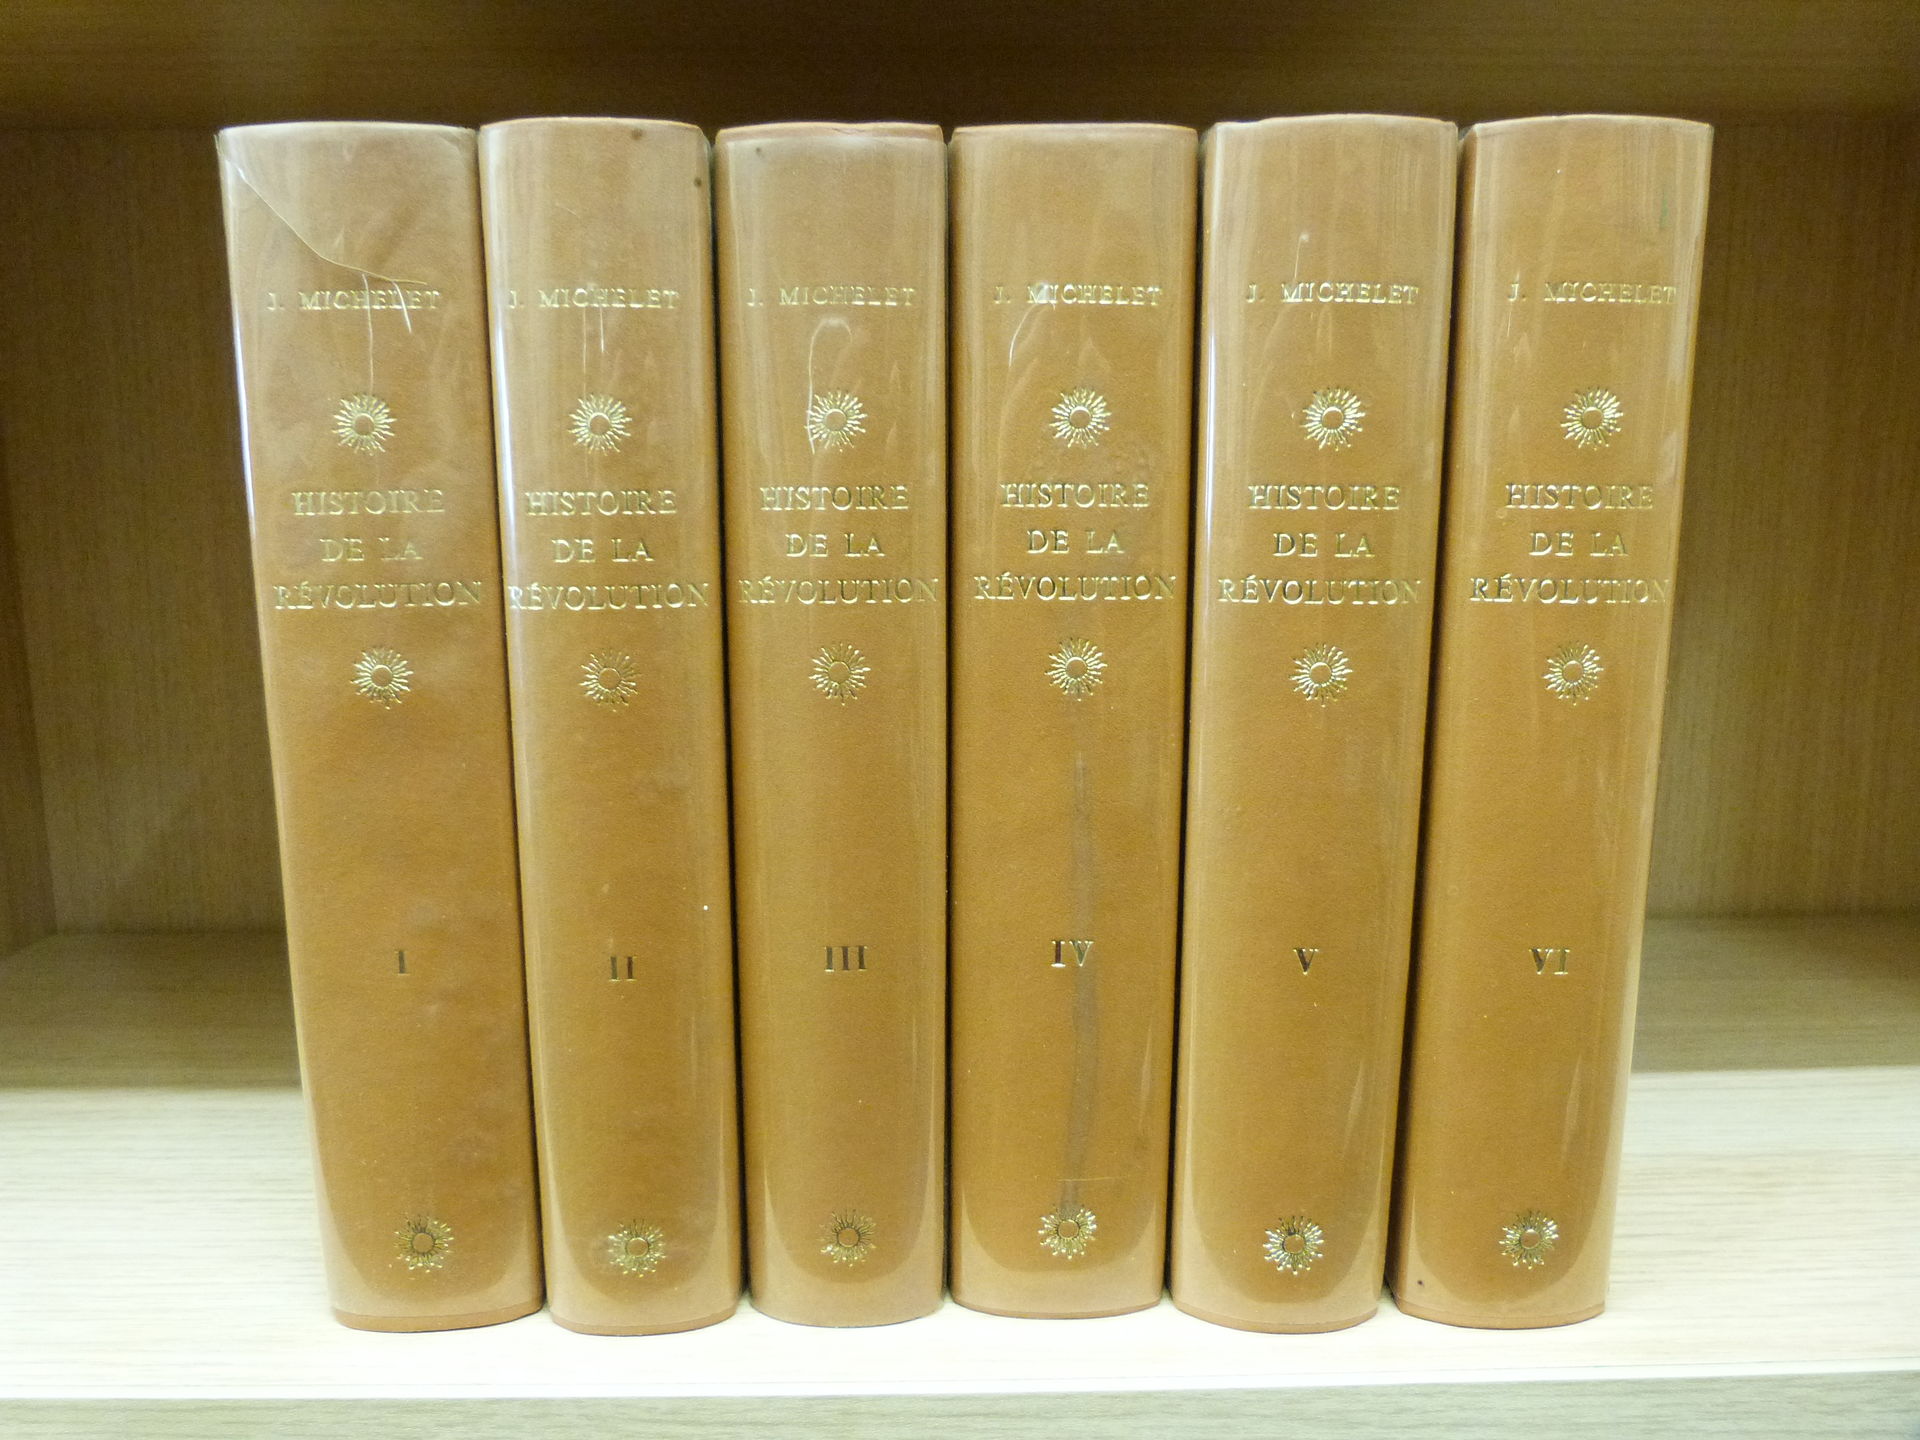 J. MICHELET
HISTOIRE
DE LA
RÉVOLUTION
I
J. MICHELET
HISTOIRE
DE LA
RÉVOLUTION
II
J. MICHELET
HISTOIRE
DE LA
RÉVOLUTION
III
J. MICHELET
HISTOIRE
DE LA
RÉVOLUTION
IV
J. MICHELET
HISTOIRE
DE LA
RÉVOLUTION
V
J. MICHELET
HISTOIRE
DE LA
RÉVOLUTION
VI